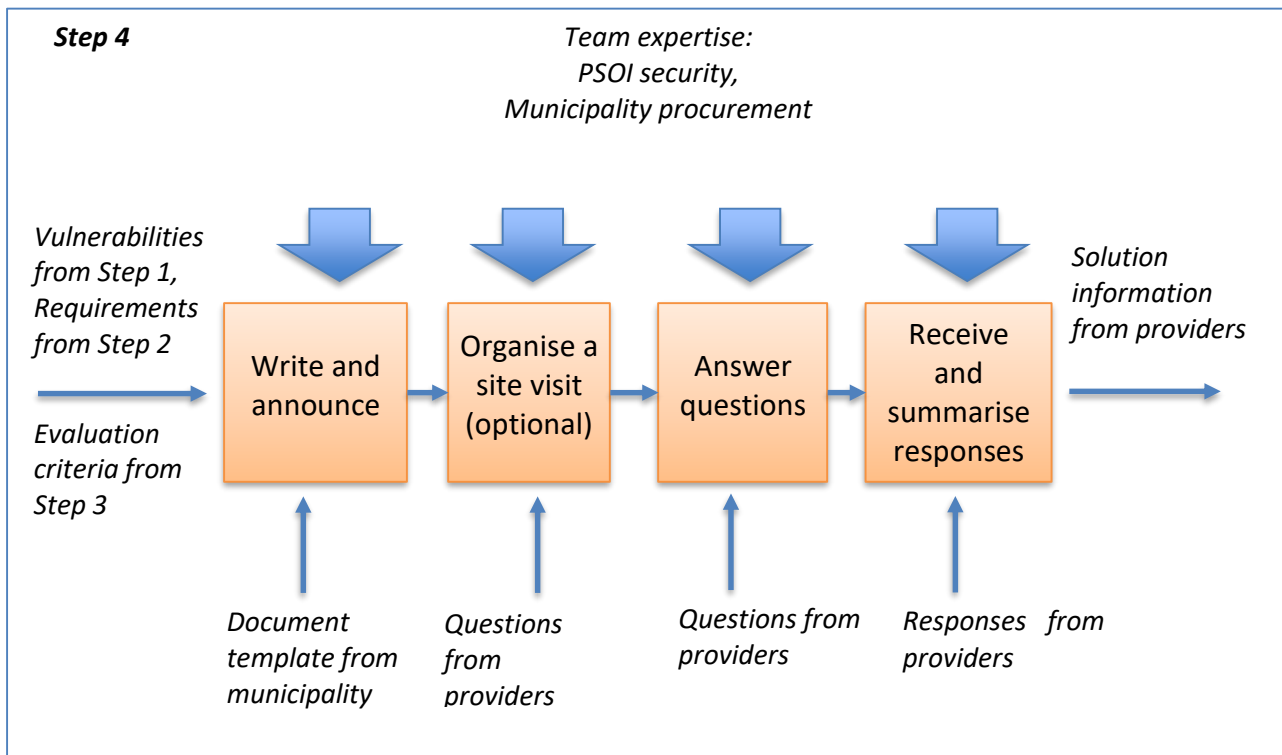 Step 4
Team expertise:
PSOI security,
Municipality procurement
Vulnerabilities
from Step 1,
Requirements
from Step 2
Evaluation
criteria from
Step 3
Write and
announce
Organise a
site visit
(optional)
Answer
questions
Receive
and
summarise
responses
Solution
information
from providers
Document
template from
municipality
Questions
from
providers
Questions from
providers
Responses from
providers